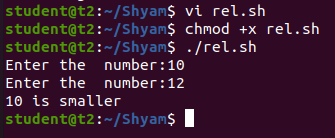 student@t2:~/Shyam$ vi rel.sh
student@t2:~/Shyam$ chmod +x rel.sh
student@t2:~/Shyam$ ./rel.sh
Enter the  number:10
Enter the  number:12
10 is smaller
student@t2:~/Shyam$